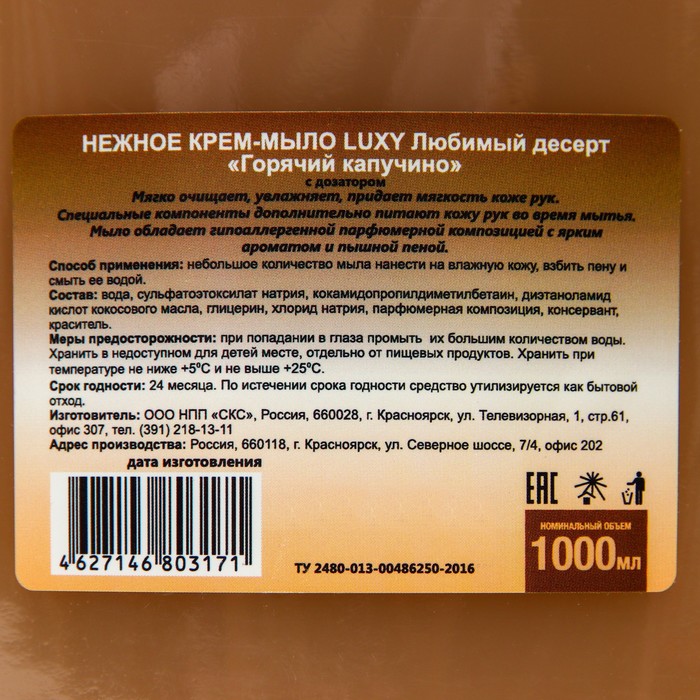 НЕЖНОЕ КРЕМ-МЫЛО LUXY Любимый десерт
«Горячий капучино»
с дозатором
Мягко очищает, увлажняет, придает мягкость коже рук.
Специальные компоненты дополнительно питают кожу рук во время мытья.
Мыло обладает гипоаллергенной парфюмерной композицией с ярким
ароматом и пышной пеной.
Способ применения: небольшое количество мыла нанести на влажную кожу, взбить пену и
смыть ее водой.
Состав: вода, сульфатоэтоксилат натрия, кокамидопропилдиметилбетаин, диэтаноламид
кислот кокосового масла, глицерин, хлорид натрия, парфюмерная композиция, консервант,
краситель.
Меры предосторожности: при попадании в глаза промыть их большим количеством воды.
Хранить в недоступном для детей месте, отдельно от пищевых продуктов. Хранить при
температуре не ниже +5°C и не выше +25°C.
Срок годности: 24 месяца. По истечении срока годности средство утилизируется как бытовой
отход.
Изготовитель: ООО НПП «СКС», Россия, 660028, г. Красноярск, ул. Телевизорная, 1, стр.61,
офис 307, тел. (391) 218-13-11
Адрес производства: Россия, 660118, г. Красноярск, ул. Северное шоссе, 7/4, офис 202
дата изготовления
4 627146 803171
ТУ 2480-013-00486250-2016
EAC
НОМИНАЛЬНЫЙ ОБЪЕМ
1000мл